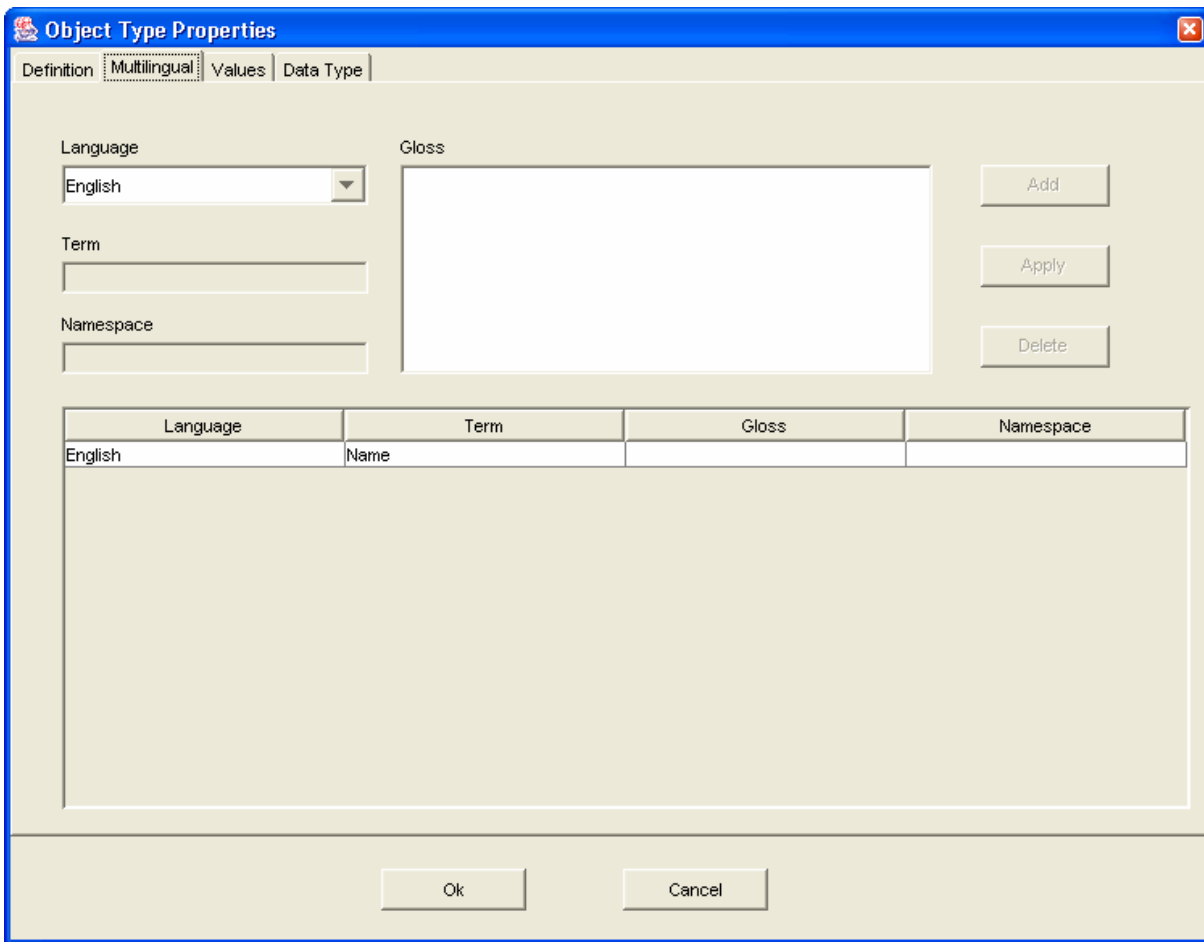 Object Type Properties
Definition Multilingual Values Data Type
Language Gloss
English Add
Term
Apply
Namespace
Delete
Language Term Gloss Namespace
English Name
Ok Cancel